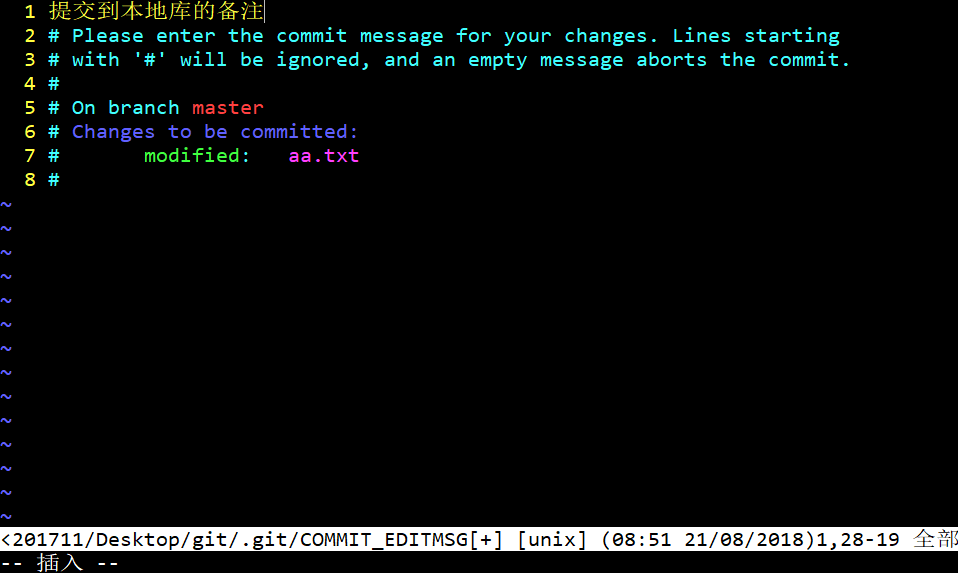 1 提交到本地库的备注
2 # Please enter the commit message for your changes. Lines starting
3 # with '#' will be ignored, and an empty message aborts the commit.
4 #
5 # On branch master
6 # Changes to be committed:
7 #       modified:   aa.txt
8 #
~
~
~
~
~
~
~
~
~
~
~
~
~
~
<201711/Desktop/git/.git/COMMIT_EDITMSG[+] [unix] (08:51 21/08/2018)1,28-19 全部
-- 插入 --